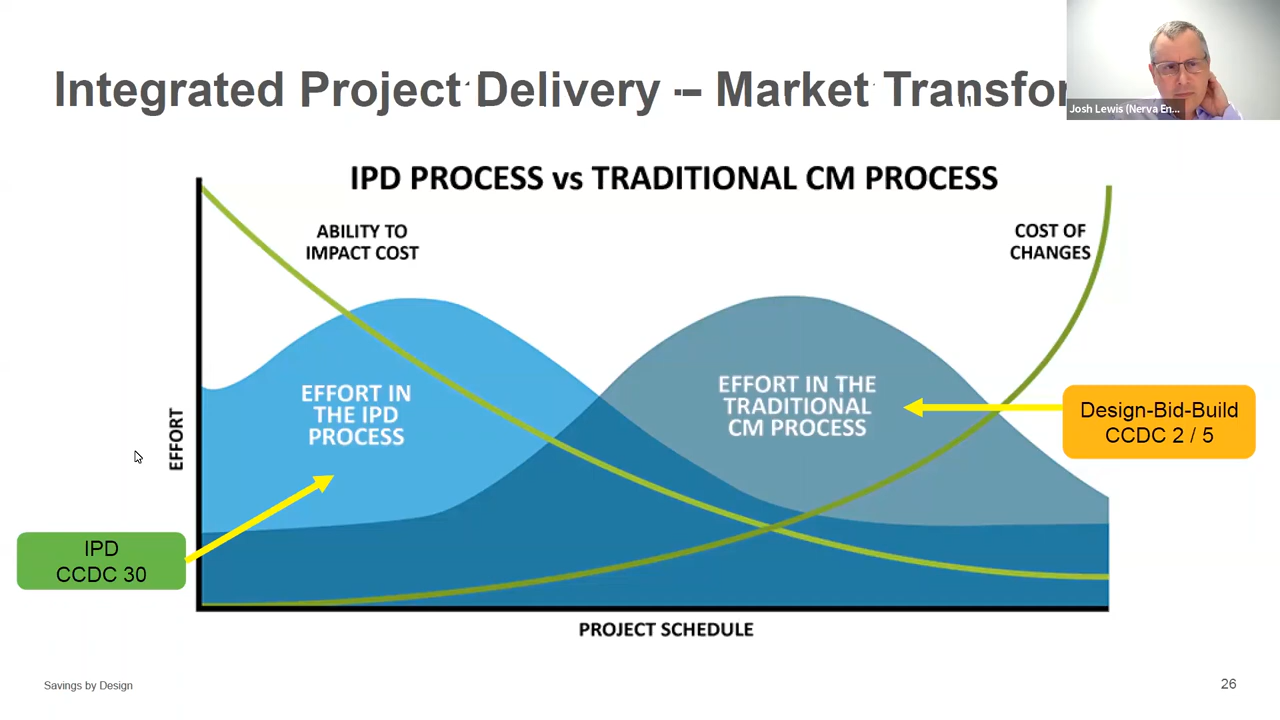 Integrated Project Delivery – Market Transfor
Josh Lewis (Nerva En...
IPD PROCESS vs TRADITIONAL CM PROCESS
ABILITY TO
IMPACT COST
COST OF
CHANGES
EFFORT IN
THE IPD
PROCESS
EFFORT IN THE
TRADITIONAL
CM PROCESS
Design-Bid-Build
CCDC 2 / 5
EFFORT
IPD
CCDC 30
PROJECT SCHEDULE
Savings by Design
26